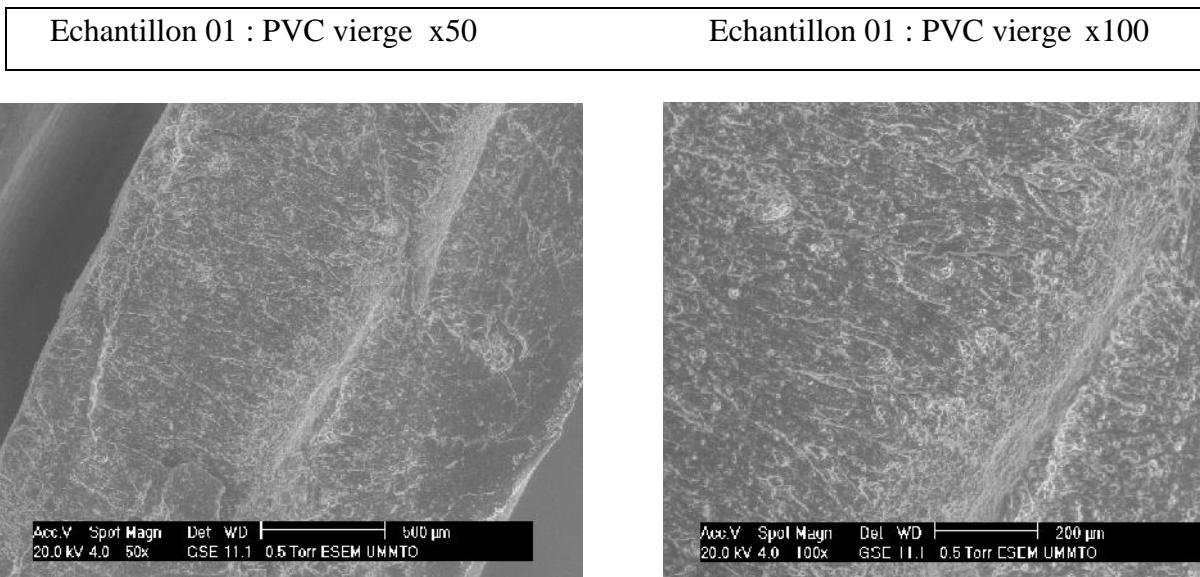 Echantillon 01 : PVC vierge x50
Echantillon 01 : PVC vierge x100
Acc.V Spot Magn Det WD 500 µm
20.0 kV 4.0 50x GSE 11.1 0.5 Torr ESEM UMMTO
Acc.V Spot Magn Det WD 200 µm
20.0 kV 4.0 100x GSE 11.1 0.5 Torr ESEM UMMTO